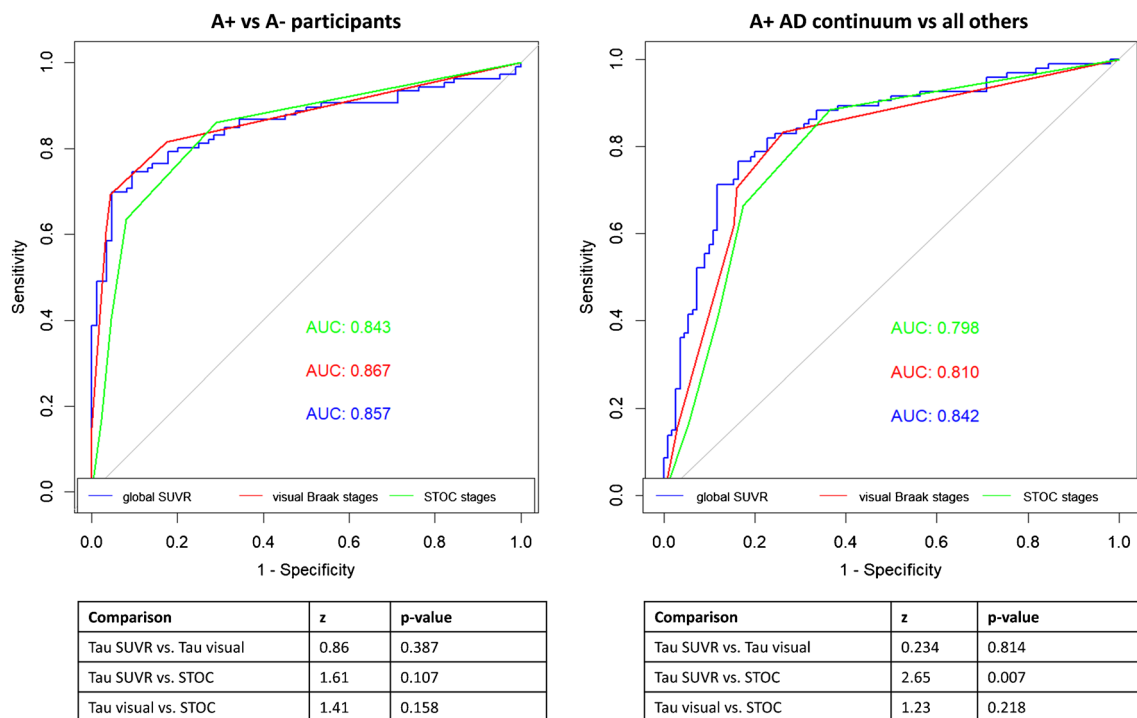 A+ vs A- participants
Sensitivity
0.0 0.2 0.4 0.6 0.8 1.0
AUC: 0.843
AUC: 0.867
AUC: 0.857
global SUVR visual Braak stages STOC stages
0.0 0.2 0.4 0.6 0.8 1.0
1 - Specificity
Comparison z p-value
Tau SUVR vs. Tau visual 0.86 0.387
Tau SUVR vs. STOC 1.61 0.107
Tau visual vs. STOC 1.41 0.158
A+ AD continuum vs all others
Sensitivity
0.0 0.2 0.4 0.6 0.8 1.0
AUC: 0.798
AUC: 0.810
AUC: 0.842
global SUVR visual Braak stages STOC stages
0.0 0.2 0.4 0.6 0.8 1.0
1 - Specificity
Comparison z p-value
Tau SUVR vs. Tau visual 0.234 0.814
Tau SUVR vs. STOC 2.65 0.007
Tau visual vs. STOC 1.23 0.218